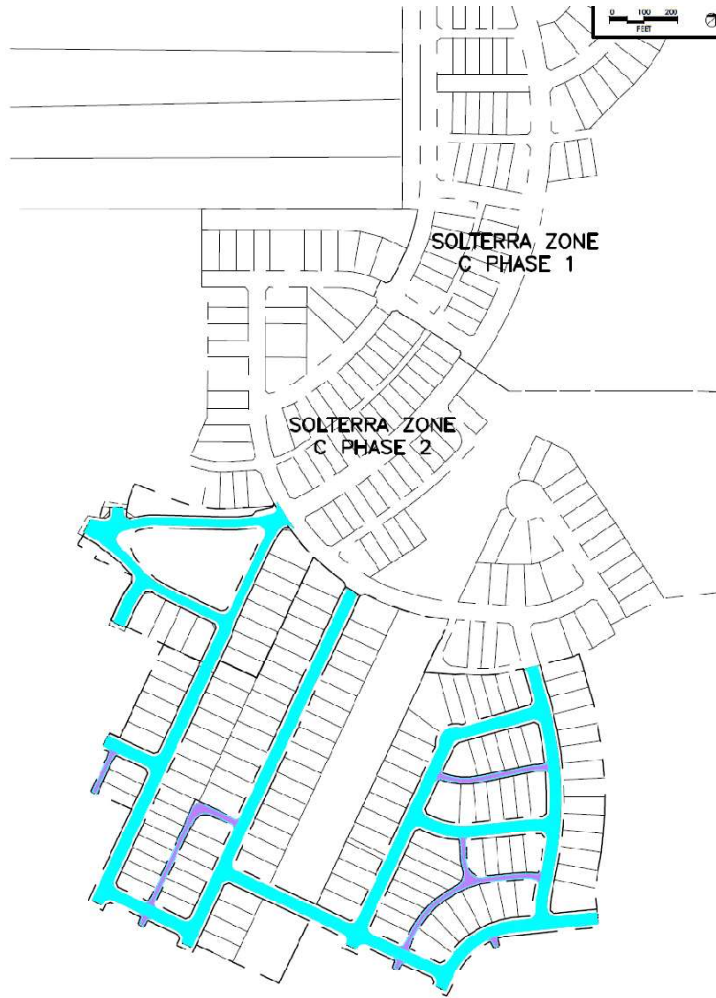 0 100 200
FEET
SOLTERRA ZONE
C PHASE 1
SOLTERRA ZONE
C PHASE 2